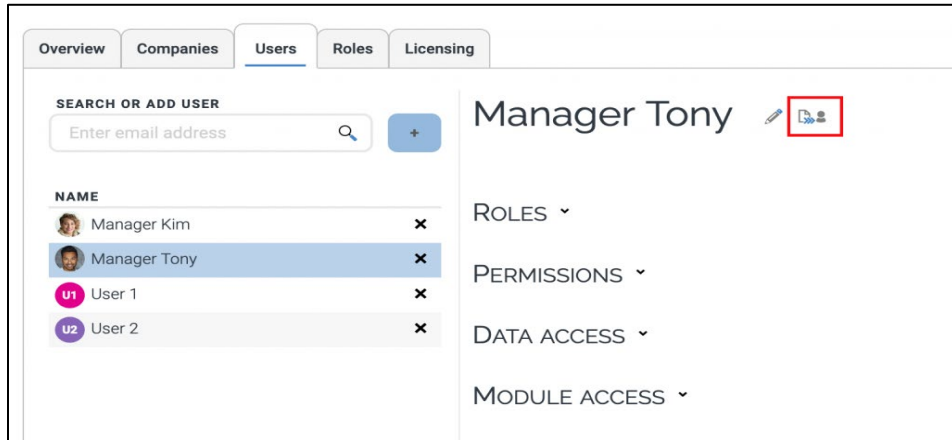 Overview Companies Users Roles Licensing
SEARCH OR ADD USER
Enter email address
+
NAME
Manager Kim
Manager Tony
U1 User 1
U2 User 2
Manager Tony
ROLES
PERMISSIONS
DATA ACCESS
MODULE ACCESS